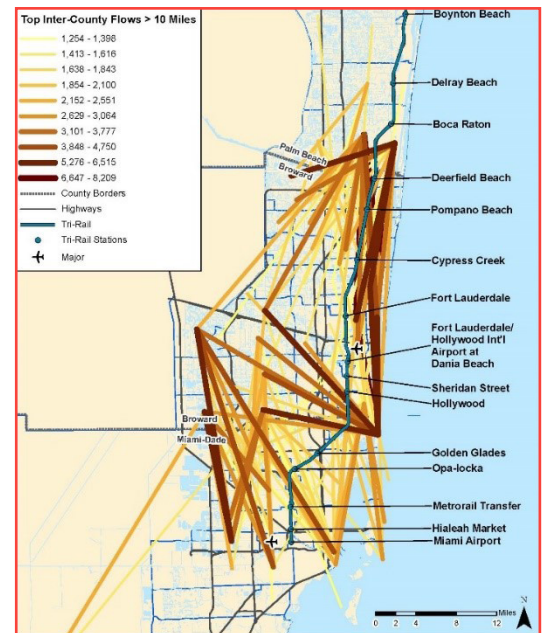 Top Inter-County Flows > 10 Miles
1,254 - 1,398
1,413 - 1,616
1,638 - 1,843
1,854 - 2,100
2,152 - 2,551
2,629 - 3,064
3,101 - 3,777
3,848 - 4,750
5,276 - 6,515
6,647 - 8,209
County Borders
Highways
Tri-Rail
Tri-Rail Stations
Major
Boynton Beach
Delray Beach
Boca Raton
Palm Beach
Broward
Deerfield Beach
Pompano Beach
Cypress Creek
Fort Lauderdale
Fort Lauderdale/
Hollywood Int'l
Airport at
Dania Beach
Sheridan Street
Hollywood
Broward
Miami-Dade
Golden Glades
Opa-locka
Metrorail Transfer
Hialeah Market
Miami Airport
N
Miles
0 2 4 8 12